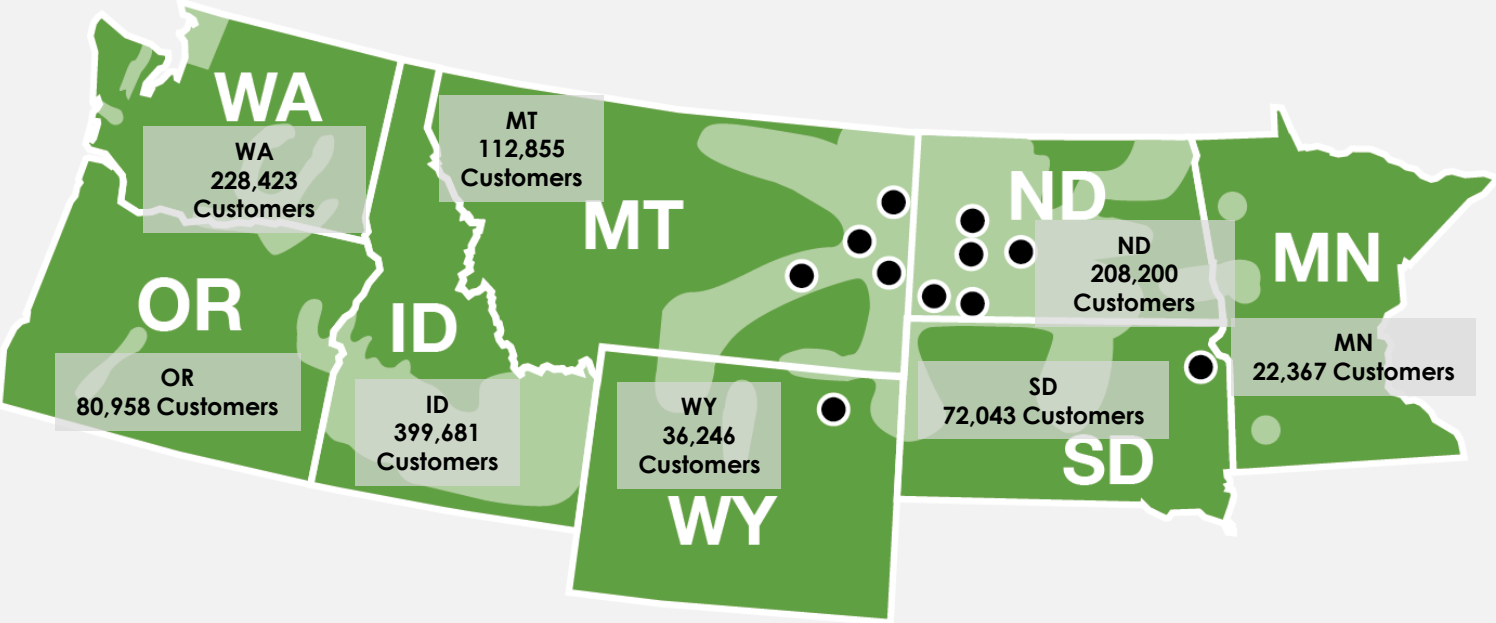 WA
WA
228,423
Customers
MT
112,855
Customers
MT
ND
ND
208,200
Customers
MN
MN
22,367 Customers
OR
OR
80,958 Customers
ID
ID
399,681
Customers
WY
36,246
Customers
WY
SD
72,043 Customers
SD